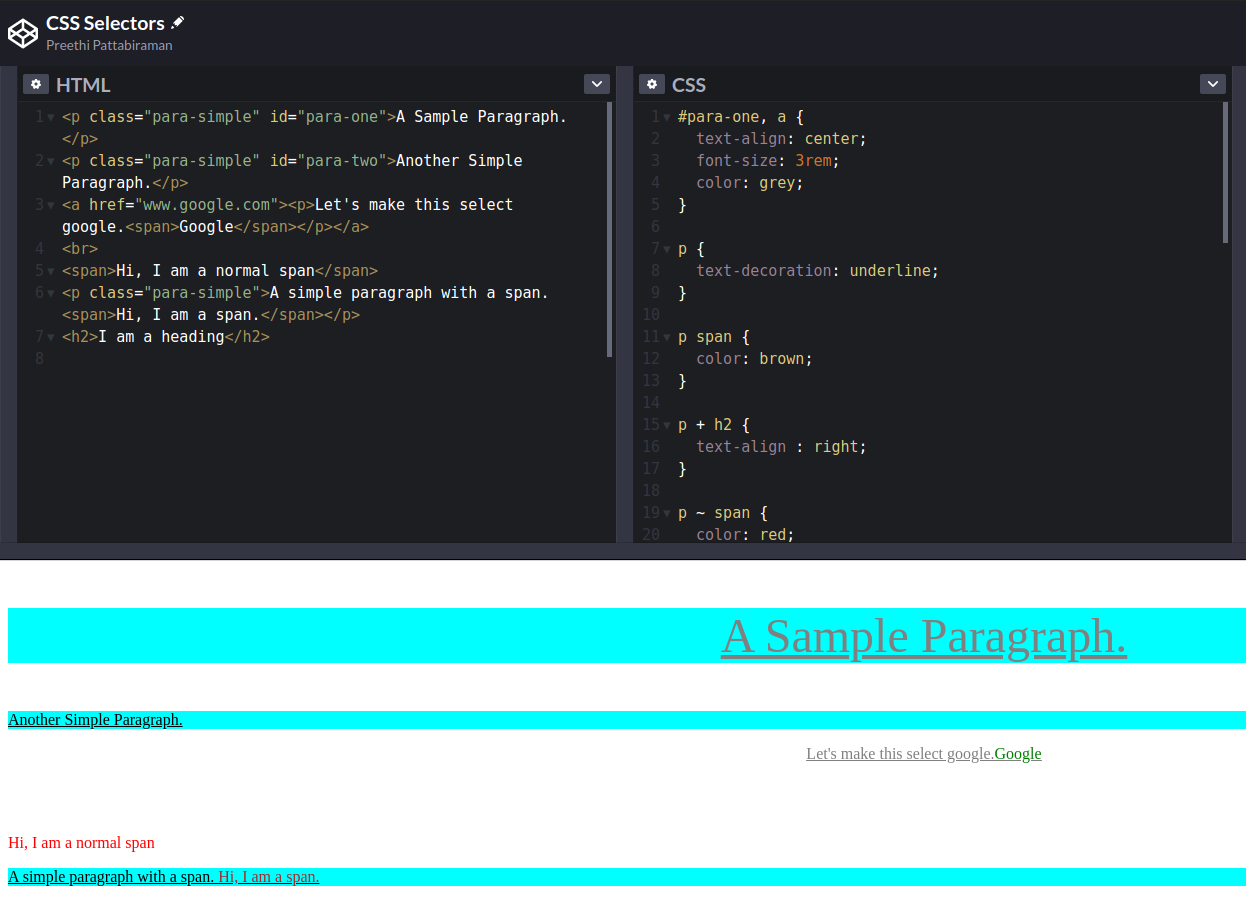 CSS Selectors
Preethi Pattabiraman
HTML
1 <p class="para-simple" id="para-one">A Sample Paragraph.
</p>
2 <p class="para-simple" id="para-two">Another Simple
Paragraph.</p>
3 <a href="www.google.com"><p>Let's make this select
google.<span>Google</span></p></a>
4 <br>
5 <span>Hi, I am a normal span</span>
6 <p class="para-simple">A simple paragraph with a span.
<span>Hi, I am a span.</span></p>
7 <h2>I am a heading</h2>
8
CSS
1 #para-one, a {
2 text-align: center;
3 font-size: 3rem;
4 color: grey;
5 }
6
7 p {
8 text-decoration: underline;
9 }
10
11 p span {
12 color: brown;
13 }
14
15 p + h2 {
16 text-align : right;
17 }
18
19 p ~ span {
20 color: red;
A Sample Paragraph.
Another Simple Paragraph.
Let's make this select google.Google
Hi, I am a normal span
A simple paragraph with a span. Hi, I am a span.